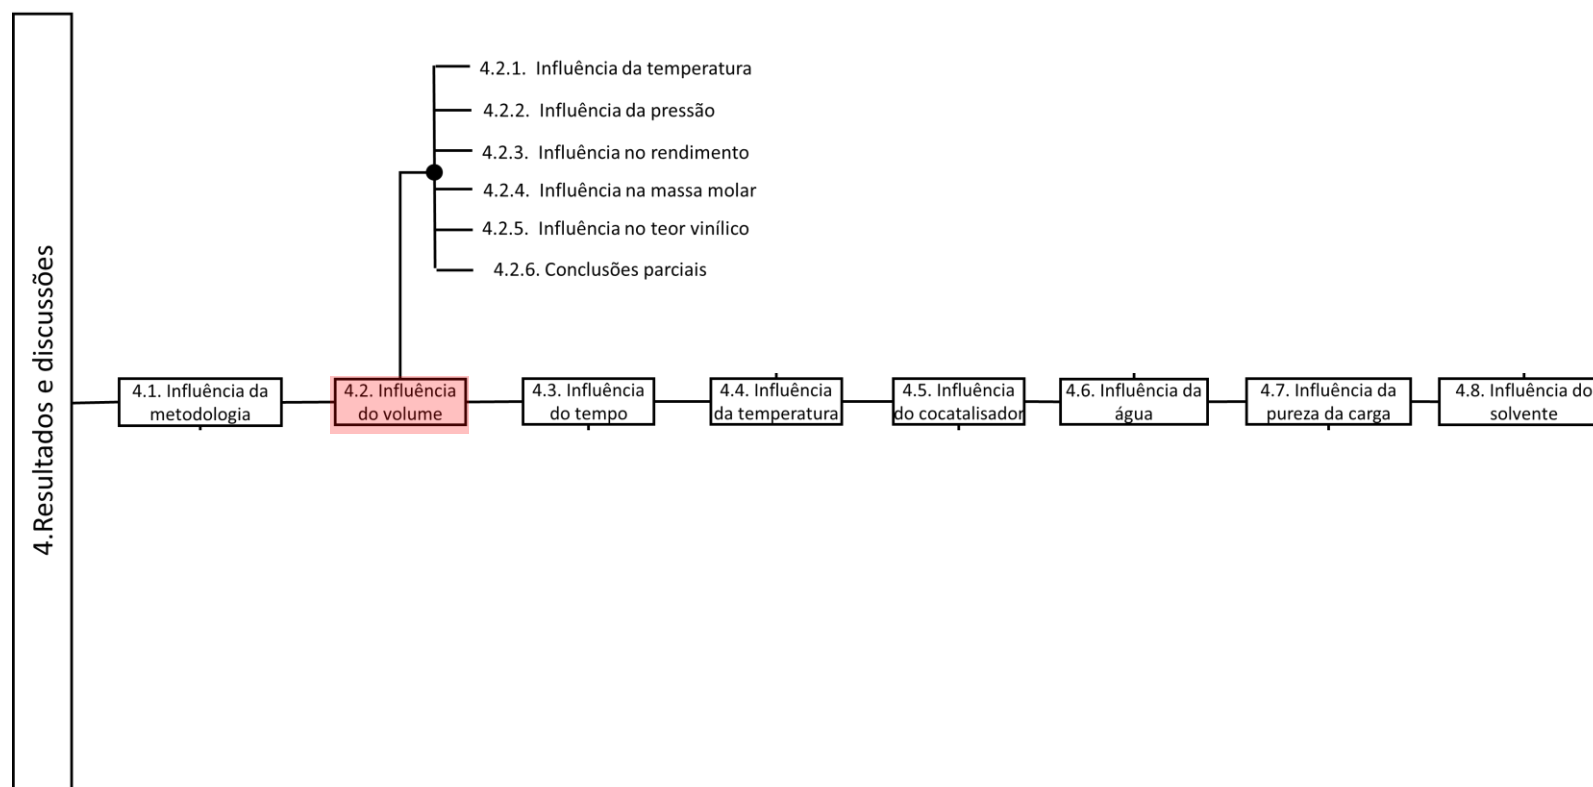 4.Resultados e discussões
4.2.1. Influência da temperatura
4.2.2. Influência da pressão
4.2.3. Influência no rendimento
4.2.4. Influência na massa molar
4.2.5. Influência no teor vinílico
4.2.6. Conclusões parciais
4.1. Influência da
metodologia
4.2. Influência
do volume
4.3. Influência
do tempo
4.4. Influência
da temperatura
4.5. Influência
do cocatalisador
4.6. Influência da
água
4.7. Influência da
pureza da carga
4.8. Influência do
solvente